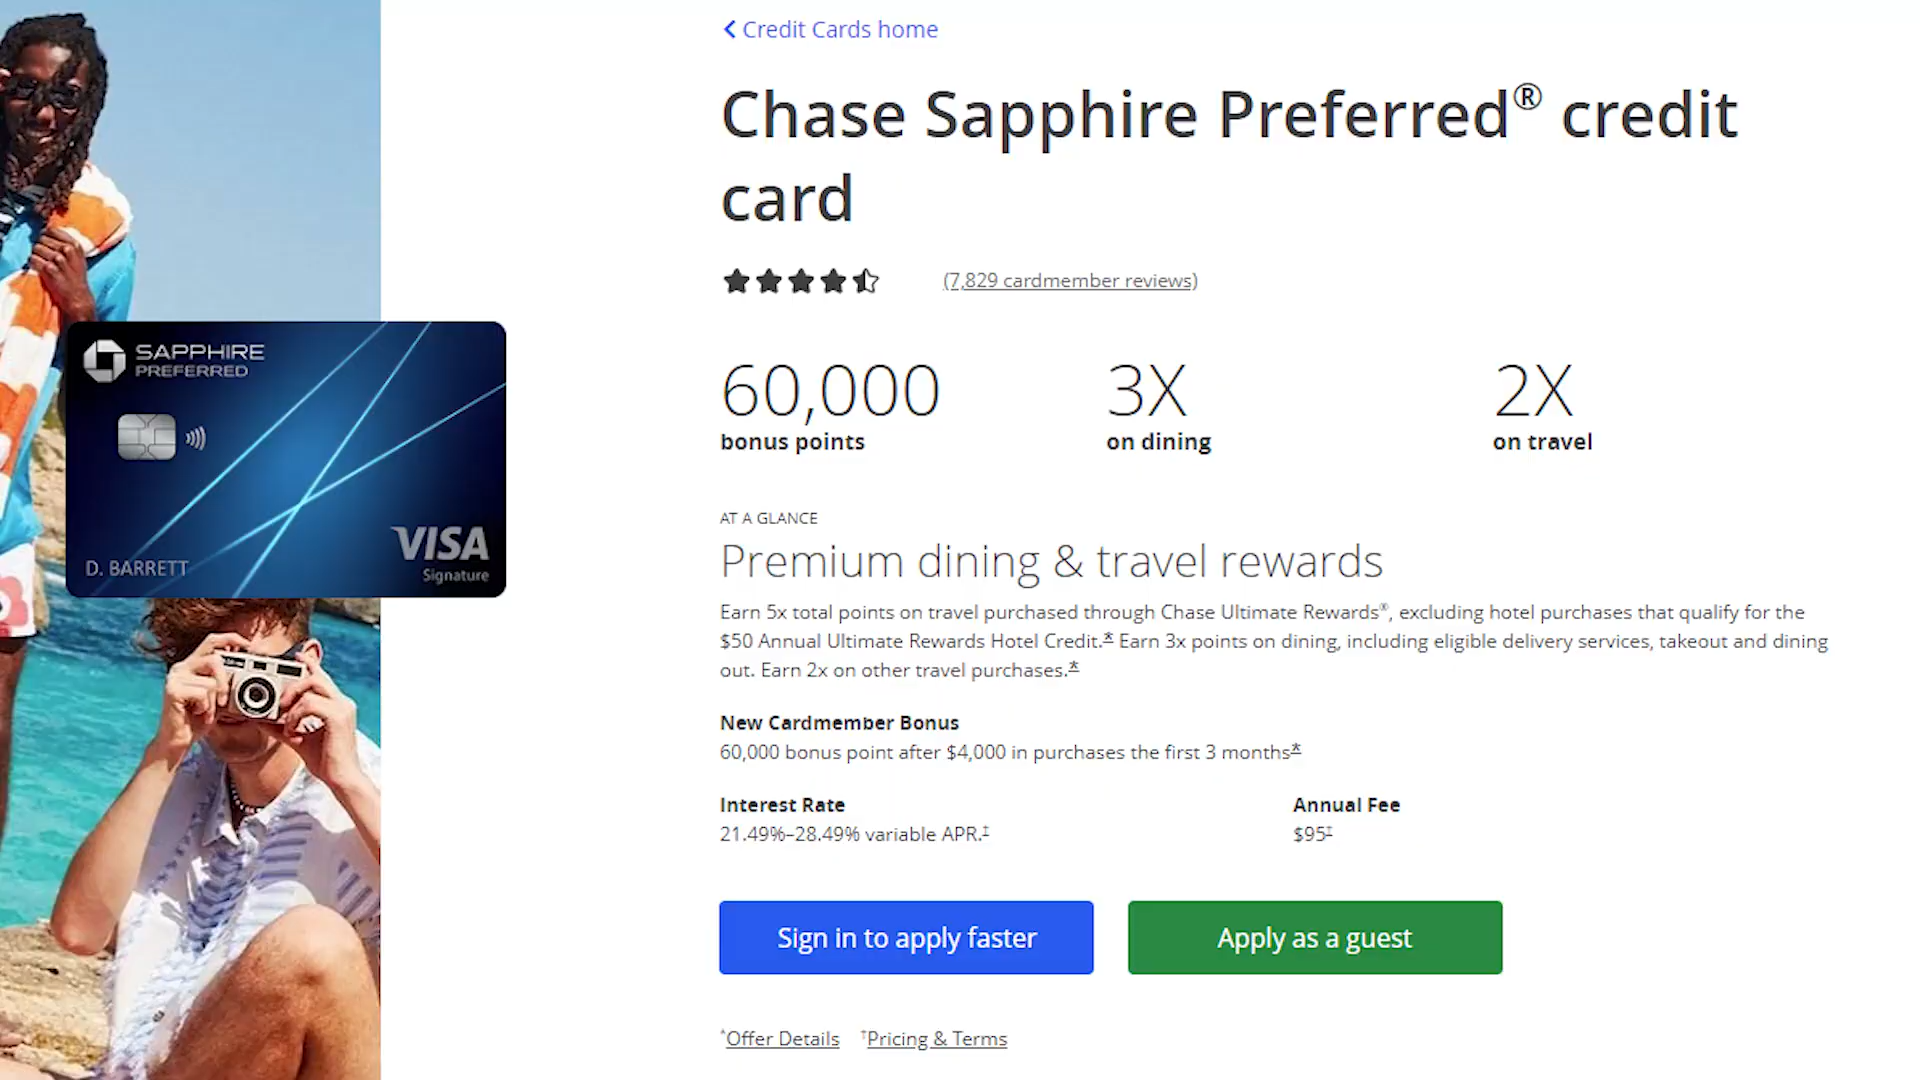 Credit Cards home
Chase Sapphire Preferred® credit
card
(7,829 cardmember reviews)
60,000
bonus points
3X
on dining
2X
on travel
SAPPHIRE
PREFERRED
VISA
Signature
D. BARRETT
AT A GLANCE
Premium dining & travel rewards
Earn 5x total points on travel purchased through Chase Ultimate Rewards®, excluding hotel purchases that qualify for the
$50 Annual Ultimate Rewards Hotel Credit.* Earn 3x points on dining, including eligible delivery services, takeout and dining
out. Earn 2x on other travel purchases.*
New Cardmember Bonus
60,000 bonus point after $4,000 in purchases the first 3 months*
Interest Rate
21.49%–28.49% variable APR.‡
Annual Fee
$95‡
Sign in to apply faster
Apply as a guest
*Offer Details †Pricing & Terms